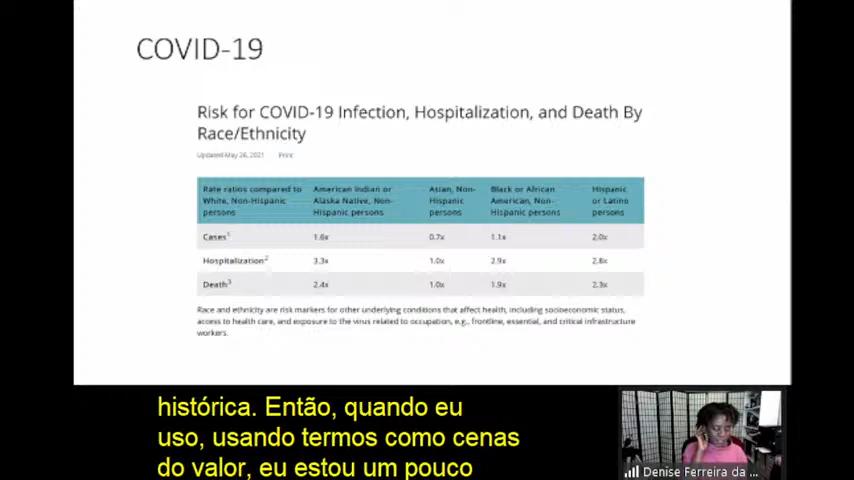 COVID-19
Risk for COVID-19 Infection, Hospitalization, and Death By
Race/Ethnicity
Updated May 26, 2021 Print
Rate ratios compared to White, Non-Hispanic persons American Indian or Alaska Native, Non-Hispanic persons Asian, Non-Hispanic persons Black or African American, Non-Hispanic persons Hispanic or Latino persons
Cases¹ 1.6x 0.7x 1.1x 2.0x
Hospitalization² 3.3x 1.0x 2.9x 2.8x
Death³ 2.4x 1.0x 1.9x 2.3x
Race and ethnicity are risk markers for other underlying conditions that affect health, including socioeconomic status,
access to health care, and exposure to the virus related to occupation, e.g., frontline, essential, and critical infrastructure
workers.
histórica. Então, quando eu
uso, usando termos como cenas
do valor, eu estou um pouco
Denise Ferreira da ...